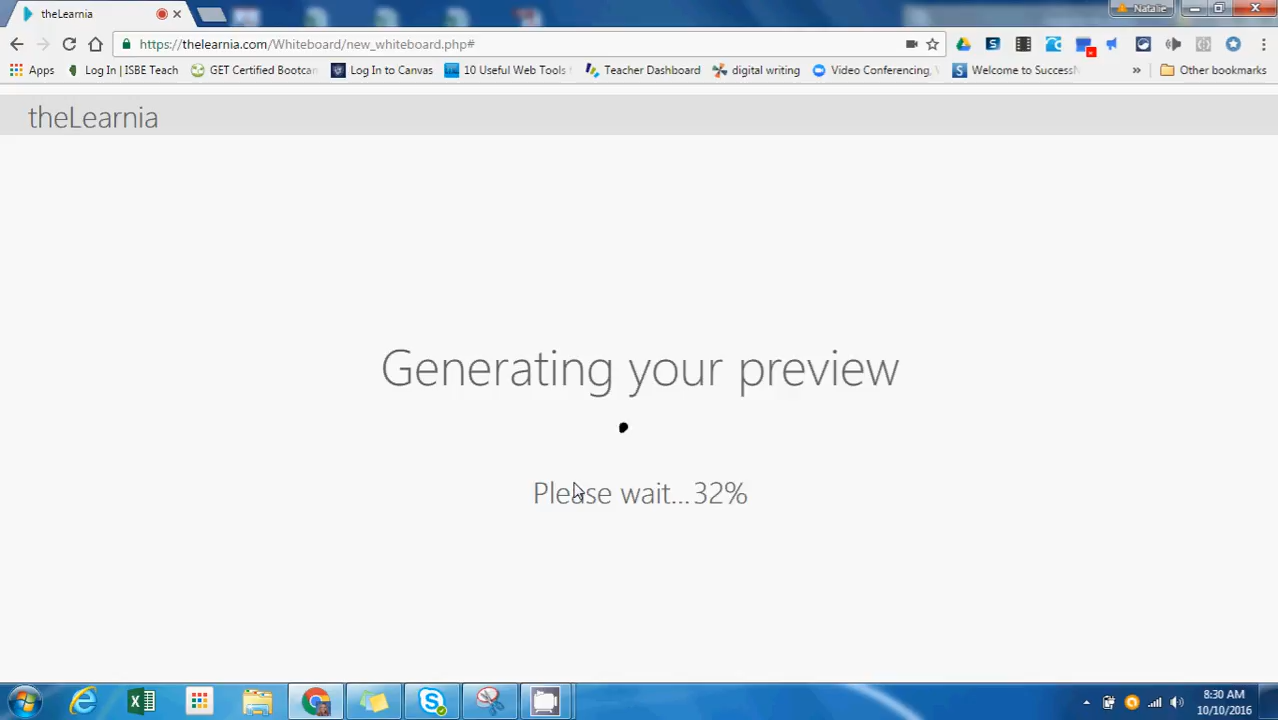 theLearnia
Natalie
https://thelearnia.com/Whiteboard/new_whiteboard.php#
Apps
Log In | ISBE Teach
GET Certified Bootca
Log In to Canvas
10 Useful Web Tools
Teacher Dashboard
digital writing
Video Conferencing,
Welcome to Success
»
Other bookmarks
theLearnia
Generating your preview
Please wait...32%
8:30 AM
10/10/2016